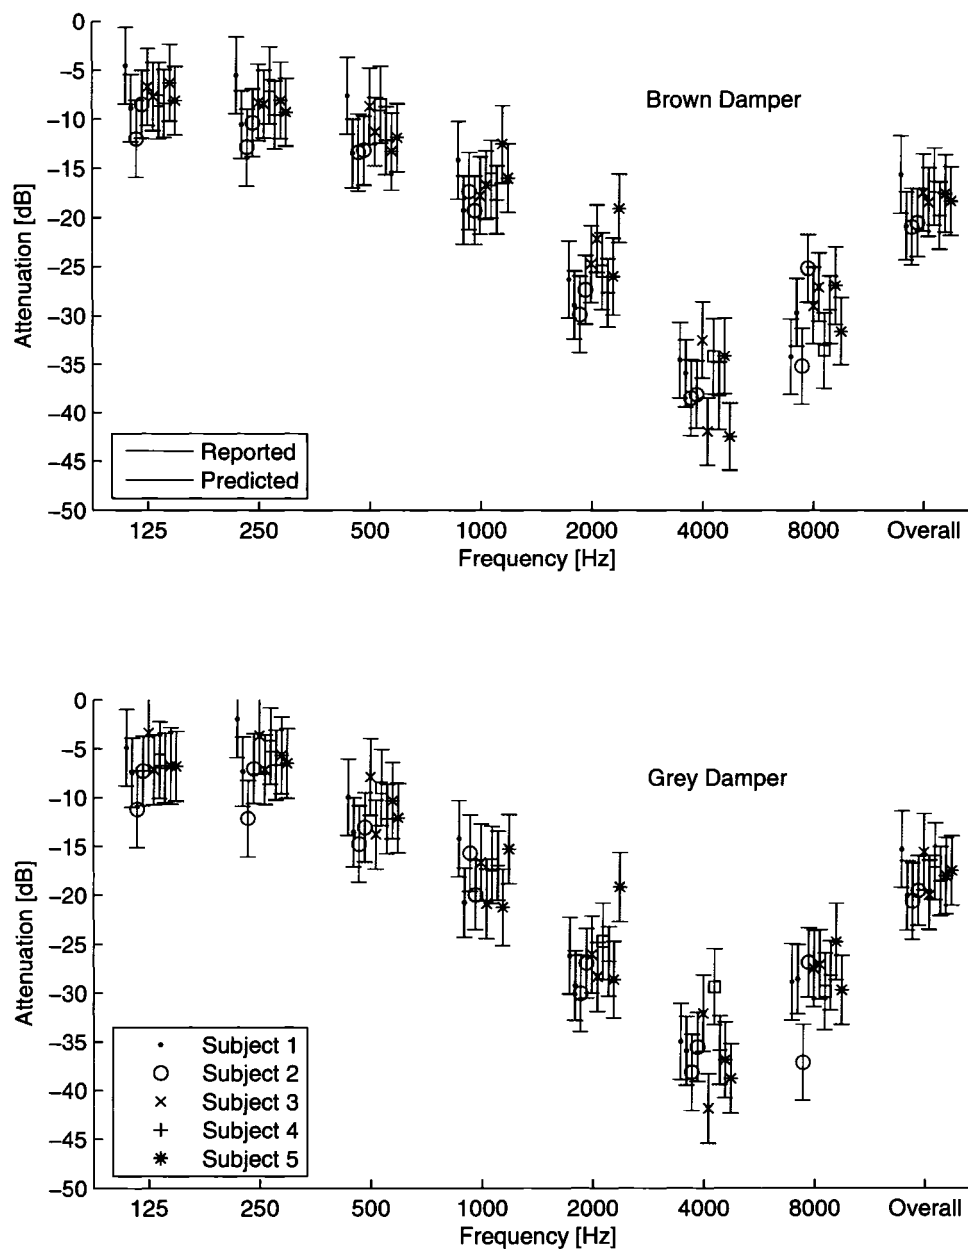 0
−5
−10
−15
−20
−25
−30
−35
−40
−45
−50
Attenuation [dB]
Brown Damper
Reported
Predicted
125 250 500 1000 2000 4000 8000 Overall
Frequency [Hz]
0
−5
−10
−15
−20
−25
−30
−35
−40
−45
−50
Attenuation [dB]
Grey Damper
Subject 1
Subject 2
Subject 3
Subject 4
Subject 5
125 250 500 1000 2000 4000 8000 Overall
Frequency [Hz]